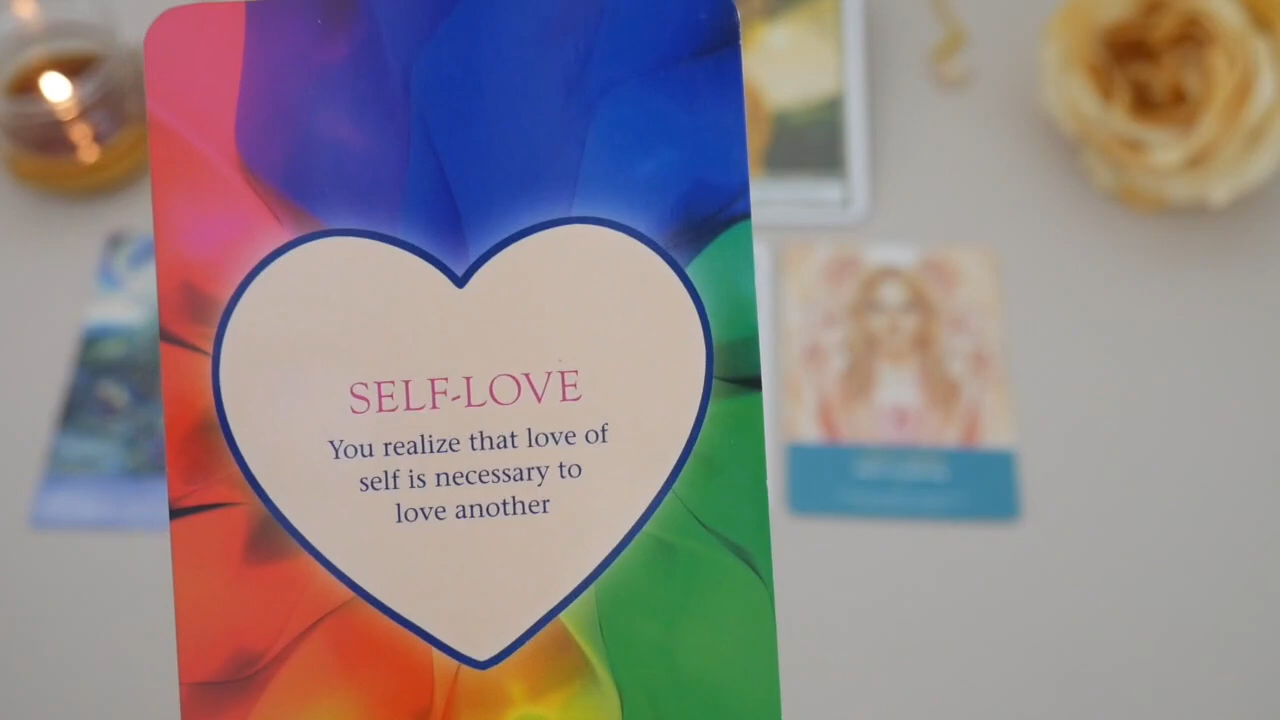 SELF-LOVE
You realize that love of
self is necessary to
love another